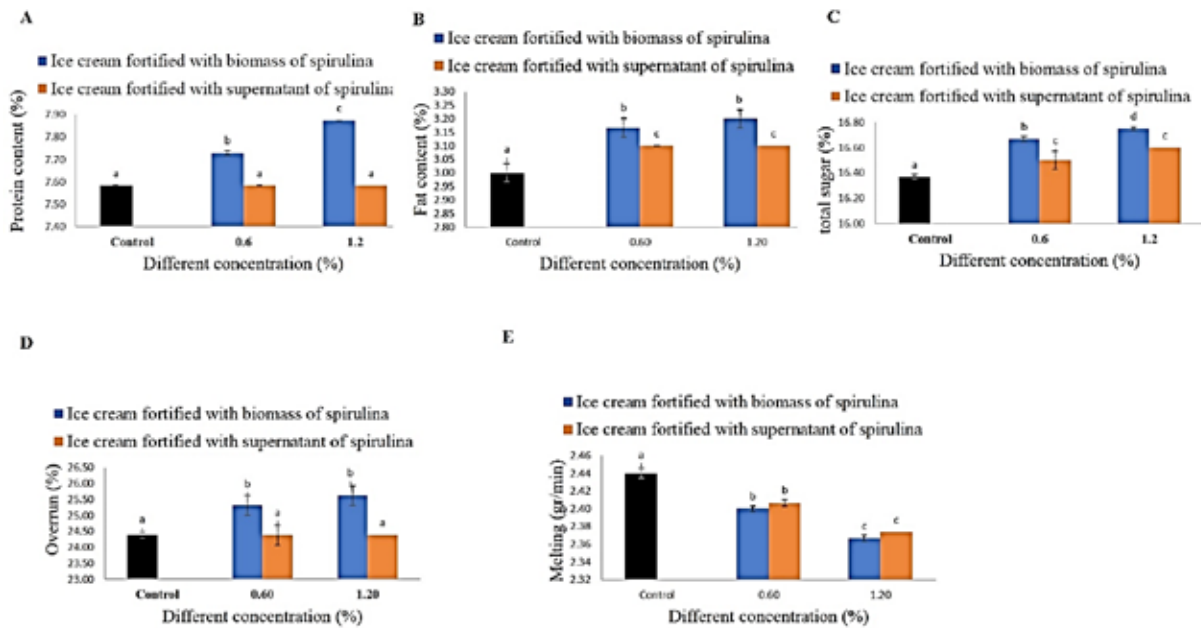 A
Ice cream fortified with biomass of spirulina
Ice cream fortified with supernatant of spirulina
Protein content (%)
7.90
7.80
7.70
7.60
7.50
7.40
a
b
a
c
a
Control
0.6
1.2
Different concentration (%)
B
Ice cream fortified with biomass of spirulina
Ice cream fortified with supernatant of spirulina
Fat content (%)
3.30
3.25
3.20
3.15
3.10
3.05
3.00
2.95
2.90
2.85
2.80
a
b
c
b
c
Control
0.60
1.20
Different concentration (%)
C
Ice cream fortified with biomass of spirulina
Ice cream fortified with supernatant of spirulina
total sugar (%)
16.80
16.60
16.40
16.20
16.00
a
b
c
d
c
Control
0.6
1.2
Different concentration (%)
D
Ice cream fortified with biomass of spirulina
Ice cream fortified with supernatant of spirulina
Overrun (%)
26.50
26.00
25.50
25.00
24.50
24.00
23.50
23.00
a
b
a
b
a
Control
0.60
1.20
Different concentration (%)
E
Ice cream fortified with biomass of spirulina
Ice cream fortified with supernatant of spirulina
Melting (gr/min)
2.46
2.44
2.42
2.40
2.38
2.36
2.34
2.32
a
b
b
c
c
Control
0.60
1.20
Different concentration (%)